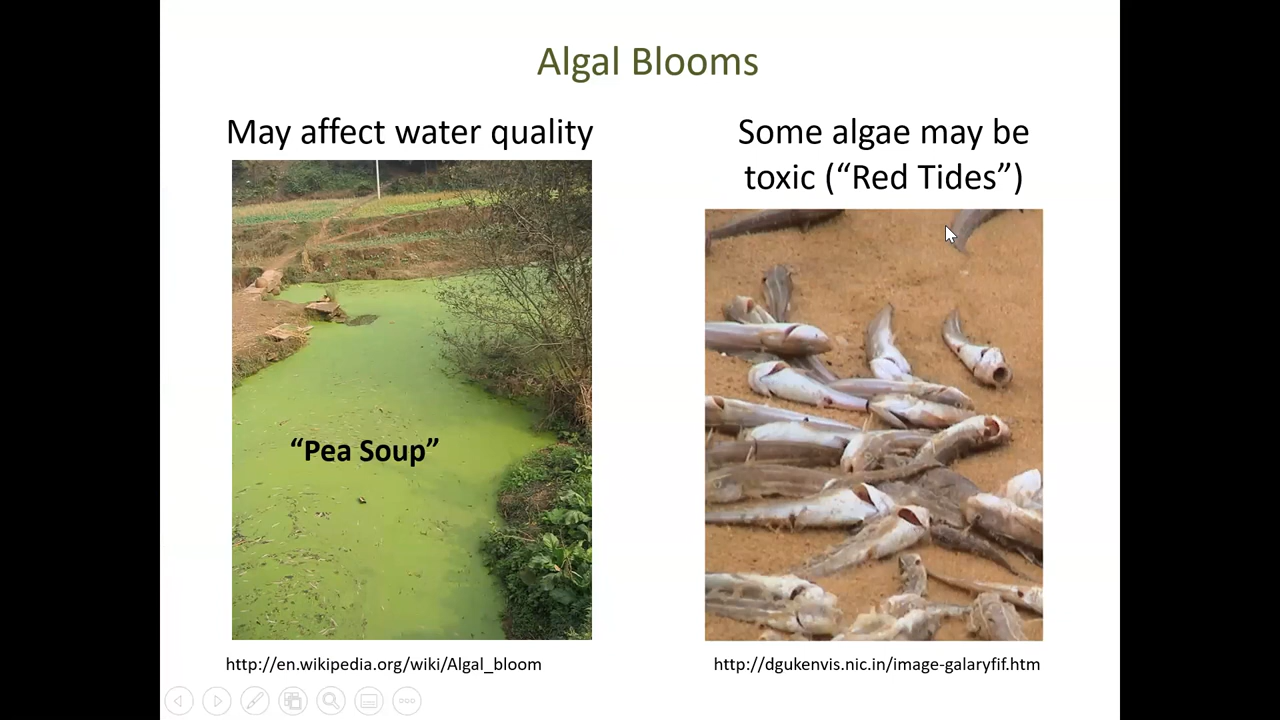 Algal Blooms
May affect water quality
“Pea Soup”
http://en.wikipedia.org/wiki/Algal_bloom
Some algae may be
toxic (“Red Tides”)
http://dgukenvis.nic.in/image-galaryfif.htm